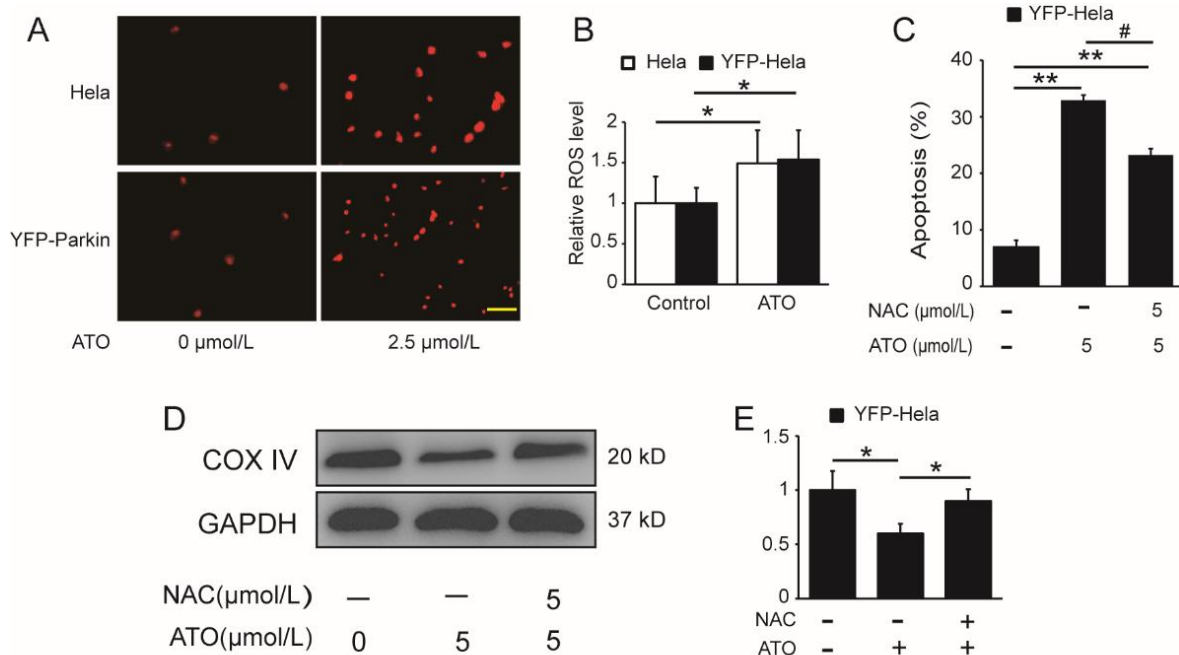 A
Hela
YFP-Parkin
ATO 0 µmol/L 2.5 µmol/L
B
Hela YFP-Hela
*
*
Relative ROS level
2
1.5
1
0.5
0
Control ATO
C
YFP-Hela
#
**
**
Apoptosis (%)
40
30
20
10
0
NAC (µmol/L) – – 5
ATO (µmol/L) – 5 5
D
COX IV 20 kD
GAPDH 37 kD
NAC(µmol/L) — — 5
ATO(µmol/L) 0 5 5
E
YFP-Hela
* *
1.5
1
0.5
0
NAC - - +
ATO - + +